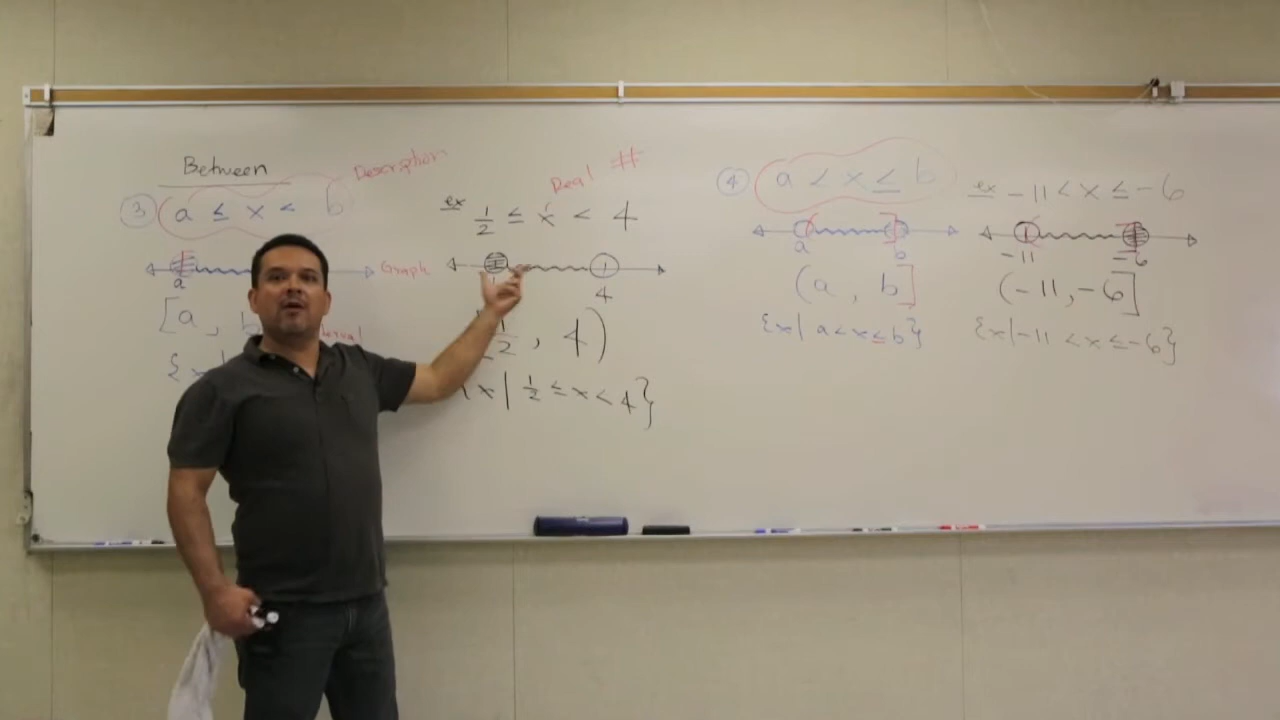 Between
Description
③ a ≤ x < b
Graph
a
[a, b
{x|
Real #
ex 1/2 ≤ x < 4
4
1/2, 4)
x | 1/2 ≤ x < 4}
④ a < x ≤ b
a b
(a, b]
{x| a < x ≤ b}
ex -11 < x ≤ -6
-11 -6
(-11, -6]
{x|-11 < x ≤ -6}